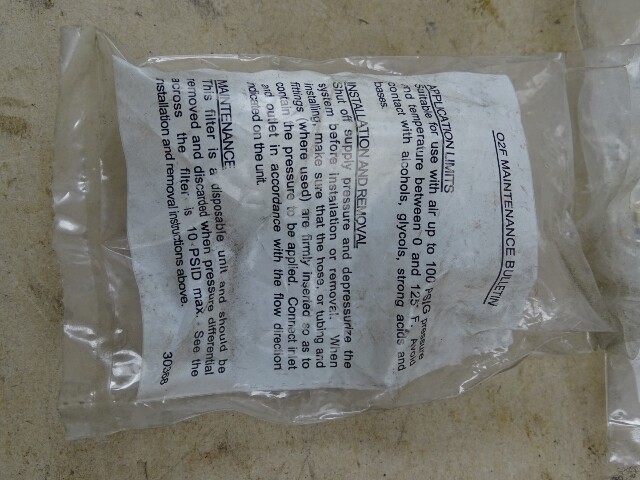 O2F MAINTENANCE BULLETIN
APPLICATION LIMITS
Suitable for use with air up to 100 PSIG pressure
and temperature between 0 and 125° F. Avoid
contact with alcohols, glycols, strong acids and
bases.
INSTALLATION AND REMOVAL
Shut off supply pressure and depressurize the
system before installation or removal. When
installing, make sure that the hose, or tubing and
fittings (where used) are firmly inserted so as to
contain the pressure to be applied. Connect inlet
and outlet in accordance with the flow direction
indicated on the unit.
MAINTENANCE
This filter is a disposable unit and should be
removed and discarded when pressure differential
across the filter is 10 PSID max. See the
installation and removal instructions above.